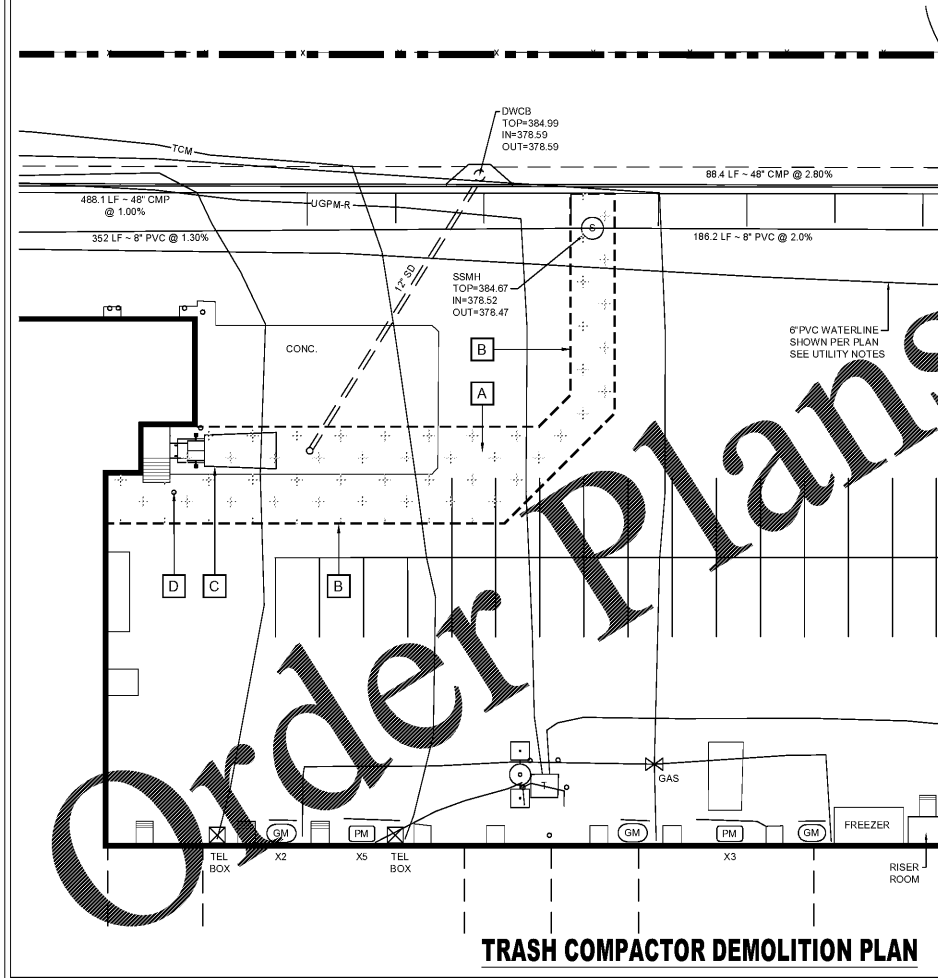 DWCB
TOP=384.99
IN=378.59
OUT=378.59
TCM
88.4 LF ~ 48" CMP @ 2.80%
488.1 LF ~ 48" CMP
@ 1.00%
UGPM-R
352 LF ~ 8" PVC @ 1.30%
S
186.2 LF ~ 8" PVC @ 2.0%
12" SD
SSMH
TOP=384.67
IN=378.52
OUT=378.47
6"PVC WATERLINE
SHOWN PER PLAN
SEE UTILITY NOTES
CONC.
B
A
D
C
B
Order Plans
GAS
T
GM
PM
GM
PM
GM
FREEZER
TEL
BOX
X2
X5
TEL
BOX
X3
RISER
ROOM
TRASH COMPACTOR DEMOLITION PLAN